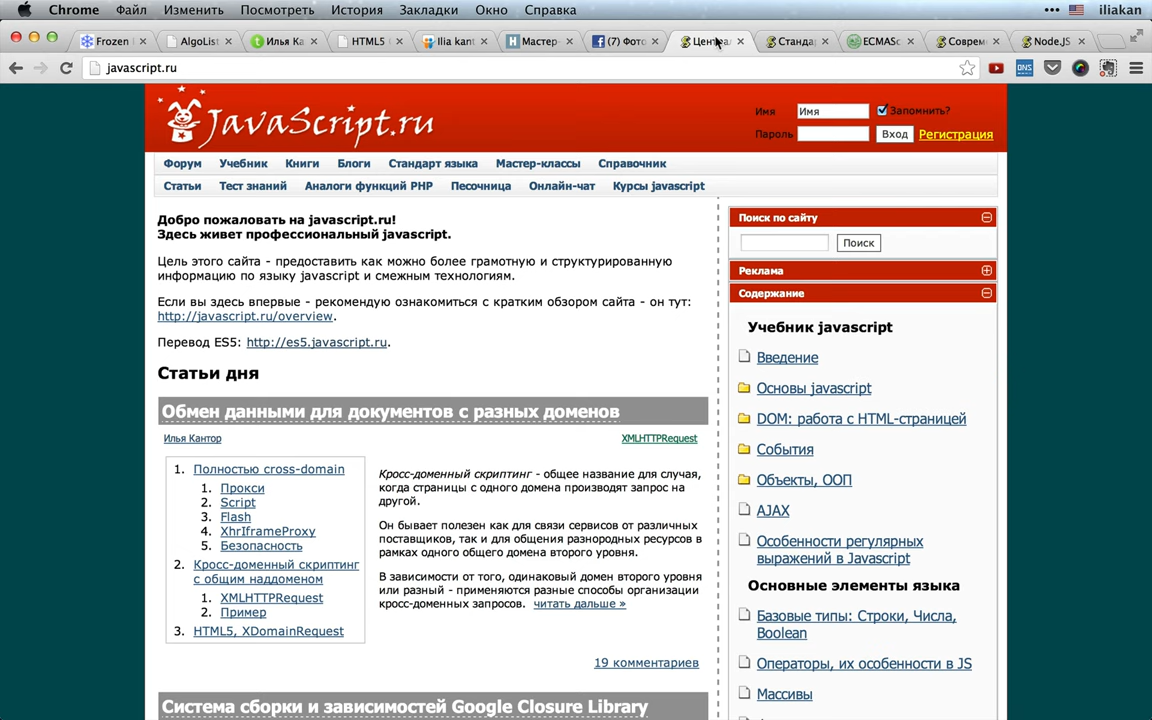 Chrome Файл Изменить Посмотреть История Закладки Окно Справка iliakan
Frozen AlgoList Илья Ка HTML5 Ilia kant Мастер- (7) Фото Центра Станда ECMASc Соврем Node.JS
javascript.ru
JavaScript.ru
Имя Имя Запомнить?
Пароль Вход Регистрация
Форум Учебник Книги Блоги Стандарт языка Мастер-классы Справочник
Статьи Тест знаний Аналоги функций PHP Песочница Онлайн-чат Курсы javascript
Добро пожаловать на javascript.ru!
Здесь живет профессиональный javascript.
Цель этого сайта - предоставить как можно более грамотную и структурированную
информацию по языку javascript и смежным технологиям.
Если вы здесь впервые - рекомендую ознакомиться с кратким обзором сайта - он тут:
http://javascript.ru/overview.
Перевод ES5: http://es5.javascript.ru.
Статьи дня
Обмен данными для документов с разных доменов
Илья Кантор XMLHTTPRequest
1. Полностью cross-domain
1. Прокси
2. Script
3. Flash
4. XhrIframeProxy
5. Безопасность
2. Кросс-доменный скриптинг
с общим наддоменом
1. XMLHTTPRequest
2. Пример
3. HTML5, XDomainRequest
Кросс-доменный скриптинг - общее название для случая,
когда страницы с одного домена производят запрос на
другой.
Он бывает полезен как для связи сервисов от различных
поставщиков, так и для общения разнородных ресурсов в
рамках одного общего домена второго уровня.
В зависимости от того, одинаковый домен второго уровня
или разный - применяются разные способы организации
кросс-доменных запросов. читать дальше »
19 комментариев
Система сборки и зависимостей Google Closure Library
Поиск по сайту
Поиск
Реклама
Содержание
Учебник javascript
Введение
Основы javascript
DOM: работа с HTML-страницей
События
Объекты, ООП
AJAX
Особенности регулярных
выражений в Javascript
Основные элементы языка
Базовые типы: Строки, Числа,
Boolean
Операторы, их особенности в JS
Массивы